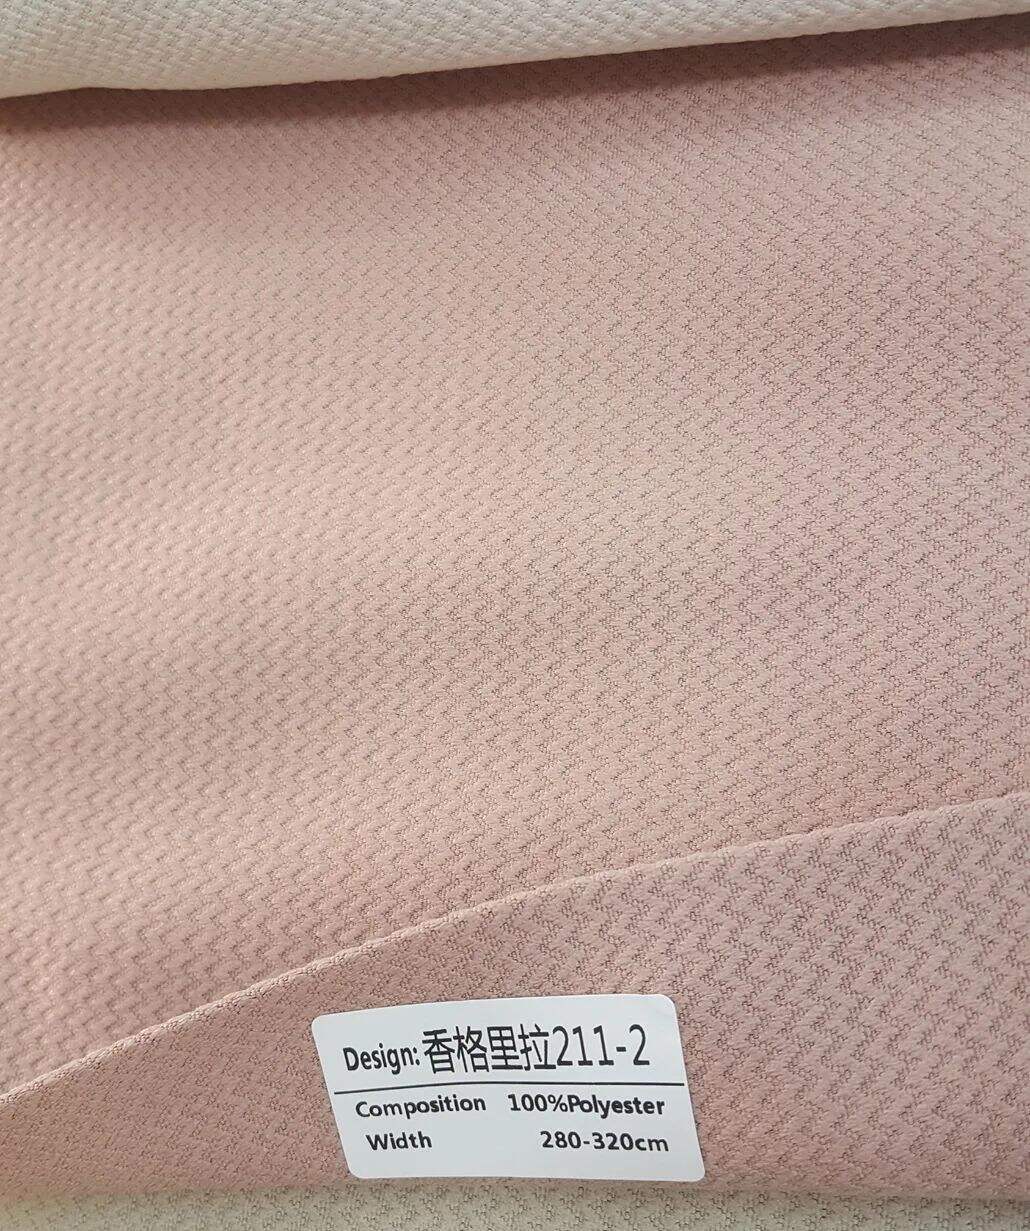 Design: 香格里拉211-2
Composition 100%Polyester
Width 280-320cm